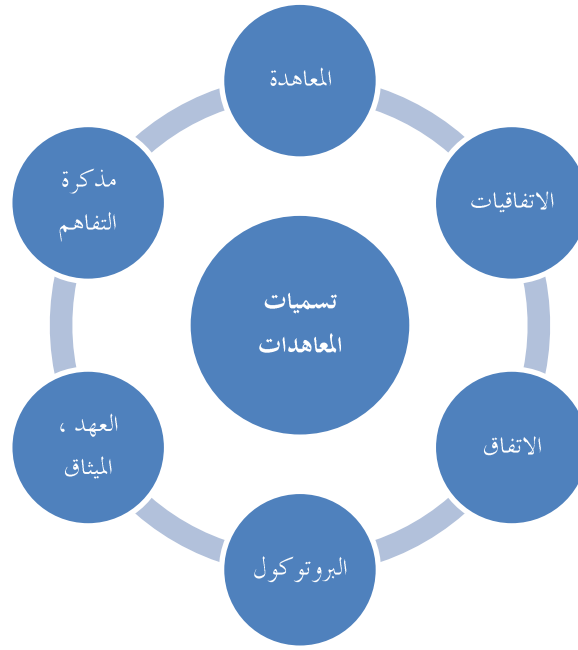 المعاهدة
الاتفاقيات
الاتفاق
البروتوكول
العهد ،
الميثاق
مذكرة
التفاهم
تسميات
المعاهدات